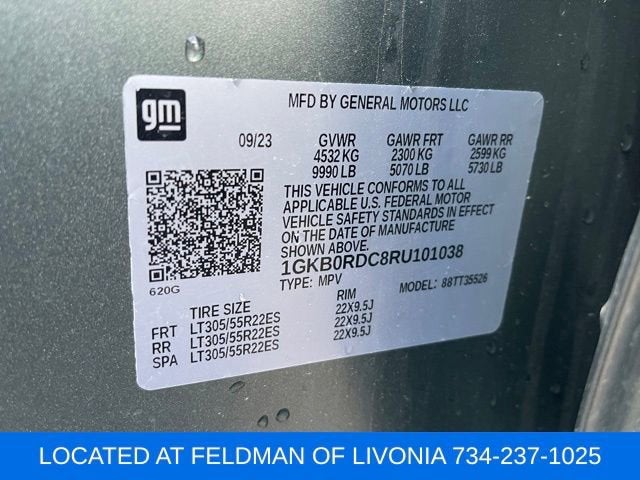 gm
MFD BY GENERAL MOTORS LLC
09/23 GVWR GAWR FRT GAWR RR
4532 KG 2300 KG 2599 KG
9990 LB 5070 LB 5730 LB
THIS VEHICLE CONFORMS TO ALL
APPLICABLE U.S. FEDERAL MOTOR
VEHICLE SAFETY STANDARDS IN EFFECT
ON THE DATE OF MANUFACTURE
SHOWN ABOVE.
1GKB0RDC8RU101038
620G TYPE: MPV MODEL: 88TT35526
TIRE SIZE RIM
FRT LT305/55R22ES 22X9.5J
RR LT305/55R22ES 22X9.5J
SPA LT305/55R22ES 22X9.5J
LOCATED AT FELDMAN OF LIVONIA 734-237-1025